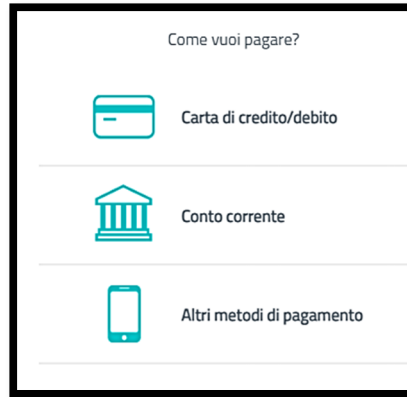 Come vuoi pagare?
Carta di credito/debito
Conto corrente
Altri metodi di pagamento